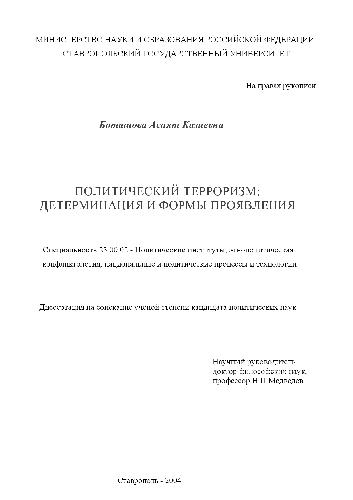 МИНИСТЕРСТВО НАУКИ И ОБРАЗОВАНИЯ РОССИЙСКОЙ ФЕДЕРАЦИИ
СТАВРОПОЛЬСКИЙ ГОСУДАРСТВЕННЫЙ УНИВЕРСИТЕТ
На правах рукописи
Боташова Асият Казиевна
ПОЛИТИЧЕСКИЙ ТЕРРОРИЗМ:
ДЕТЕРМИНАЦИЯ И ФОРМЫ ПРОЯВЛЕНИЯ
Специальность 23.00.02 - Политические институты, этнополитическая
конфликтология, национальные и политические процессы и технологии
Диссертация на соискание ученой степени кандидата политических наук
Научный руководитель
доктор философских наук,
профессор Н.П. Медведев
Ставрополь - 2004